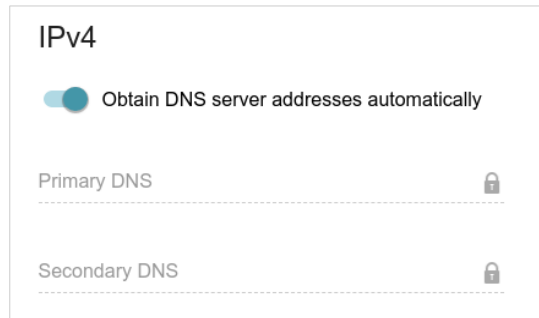 IPv4
Obtain DNS server addresses automatically
Primary DNS
Secondary DNS